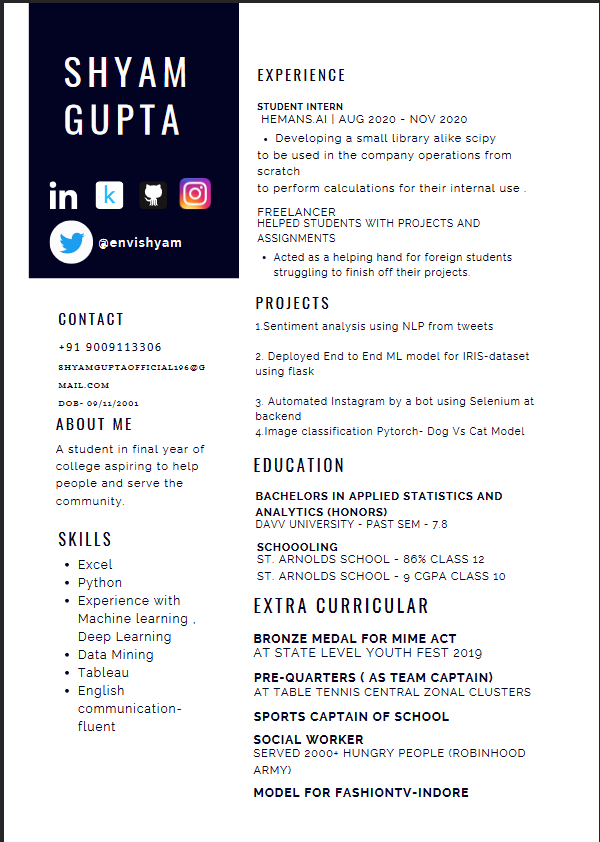 SHYAM
GUPTA
in
k
@envishyam
CONTACT
+91 9009113306
SHYAMGUPTAOFFICIAL196@G
MAIL.COM
DOB- 09/11/2001
ABOUT ME
A student in final year of
college aspiring to help
people and serve the
community.
SKILLS
• Excel
• Python
• Experience with
Machine learning ,
Deep Learning
• Data Mining
• Tableau
• English
communication-
fluent
EXPERIENCE
STUDENT INTERN
HEMANS.AI | AUG 2020 - NOV 2020
• Developing a small library alike scipy
to be used in the company operations from
scratch
to perform calculations for their internal use .
FREELANCER
HELPED STUDENTS WITH PROJECTS AND
ASSIGNMENTS
• Acted as a helping hand for foreign students
struggling to finish off their projects.
PROJECTS
1.Sentiment analysis using NLP from tweets
2. Deployed End to End ML model for IRIS-dataset
using flask
3. Automated Instagram by a bot using Selenium at
backend
4.Image classification Pytorch- Dog Vs Cat Model
EDUCATION
BACHELORS IN APPLIED STATISTICS AND
ANALYTICS (HONORS)
DAVV UNIVERSITY - PAST SEM - 7.8
SCHOOOLING
ST. ARNOLDS SCHOOL - 86% CLASS 12
ST. ARNOLDS SCHOOL - 9 CGPA CLASS 10
EXTRA CURRICULAR
BRONZE MEDAL FOR MIME ACT
AT STATE LEVEL YOUTH FEST 2019
PRE-QUARTERS ( AS TEAM CAPTAIN)
AT TABLE TENNIS CENTRAL ZONAL CLUSTERS
SPORTS CAPTAIN OF SCHOOL
SOCIAL WORKER
SERVED 2000+ HUNGRY PEOPLE (ROBINHOOD
ARMY)
MODEL FOR FASHIONTV-INDORE